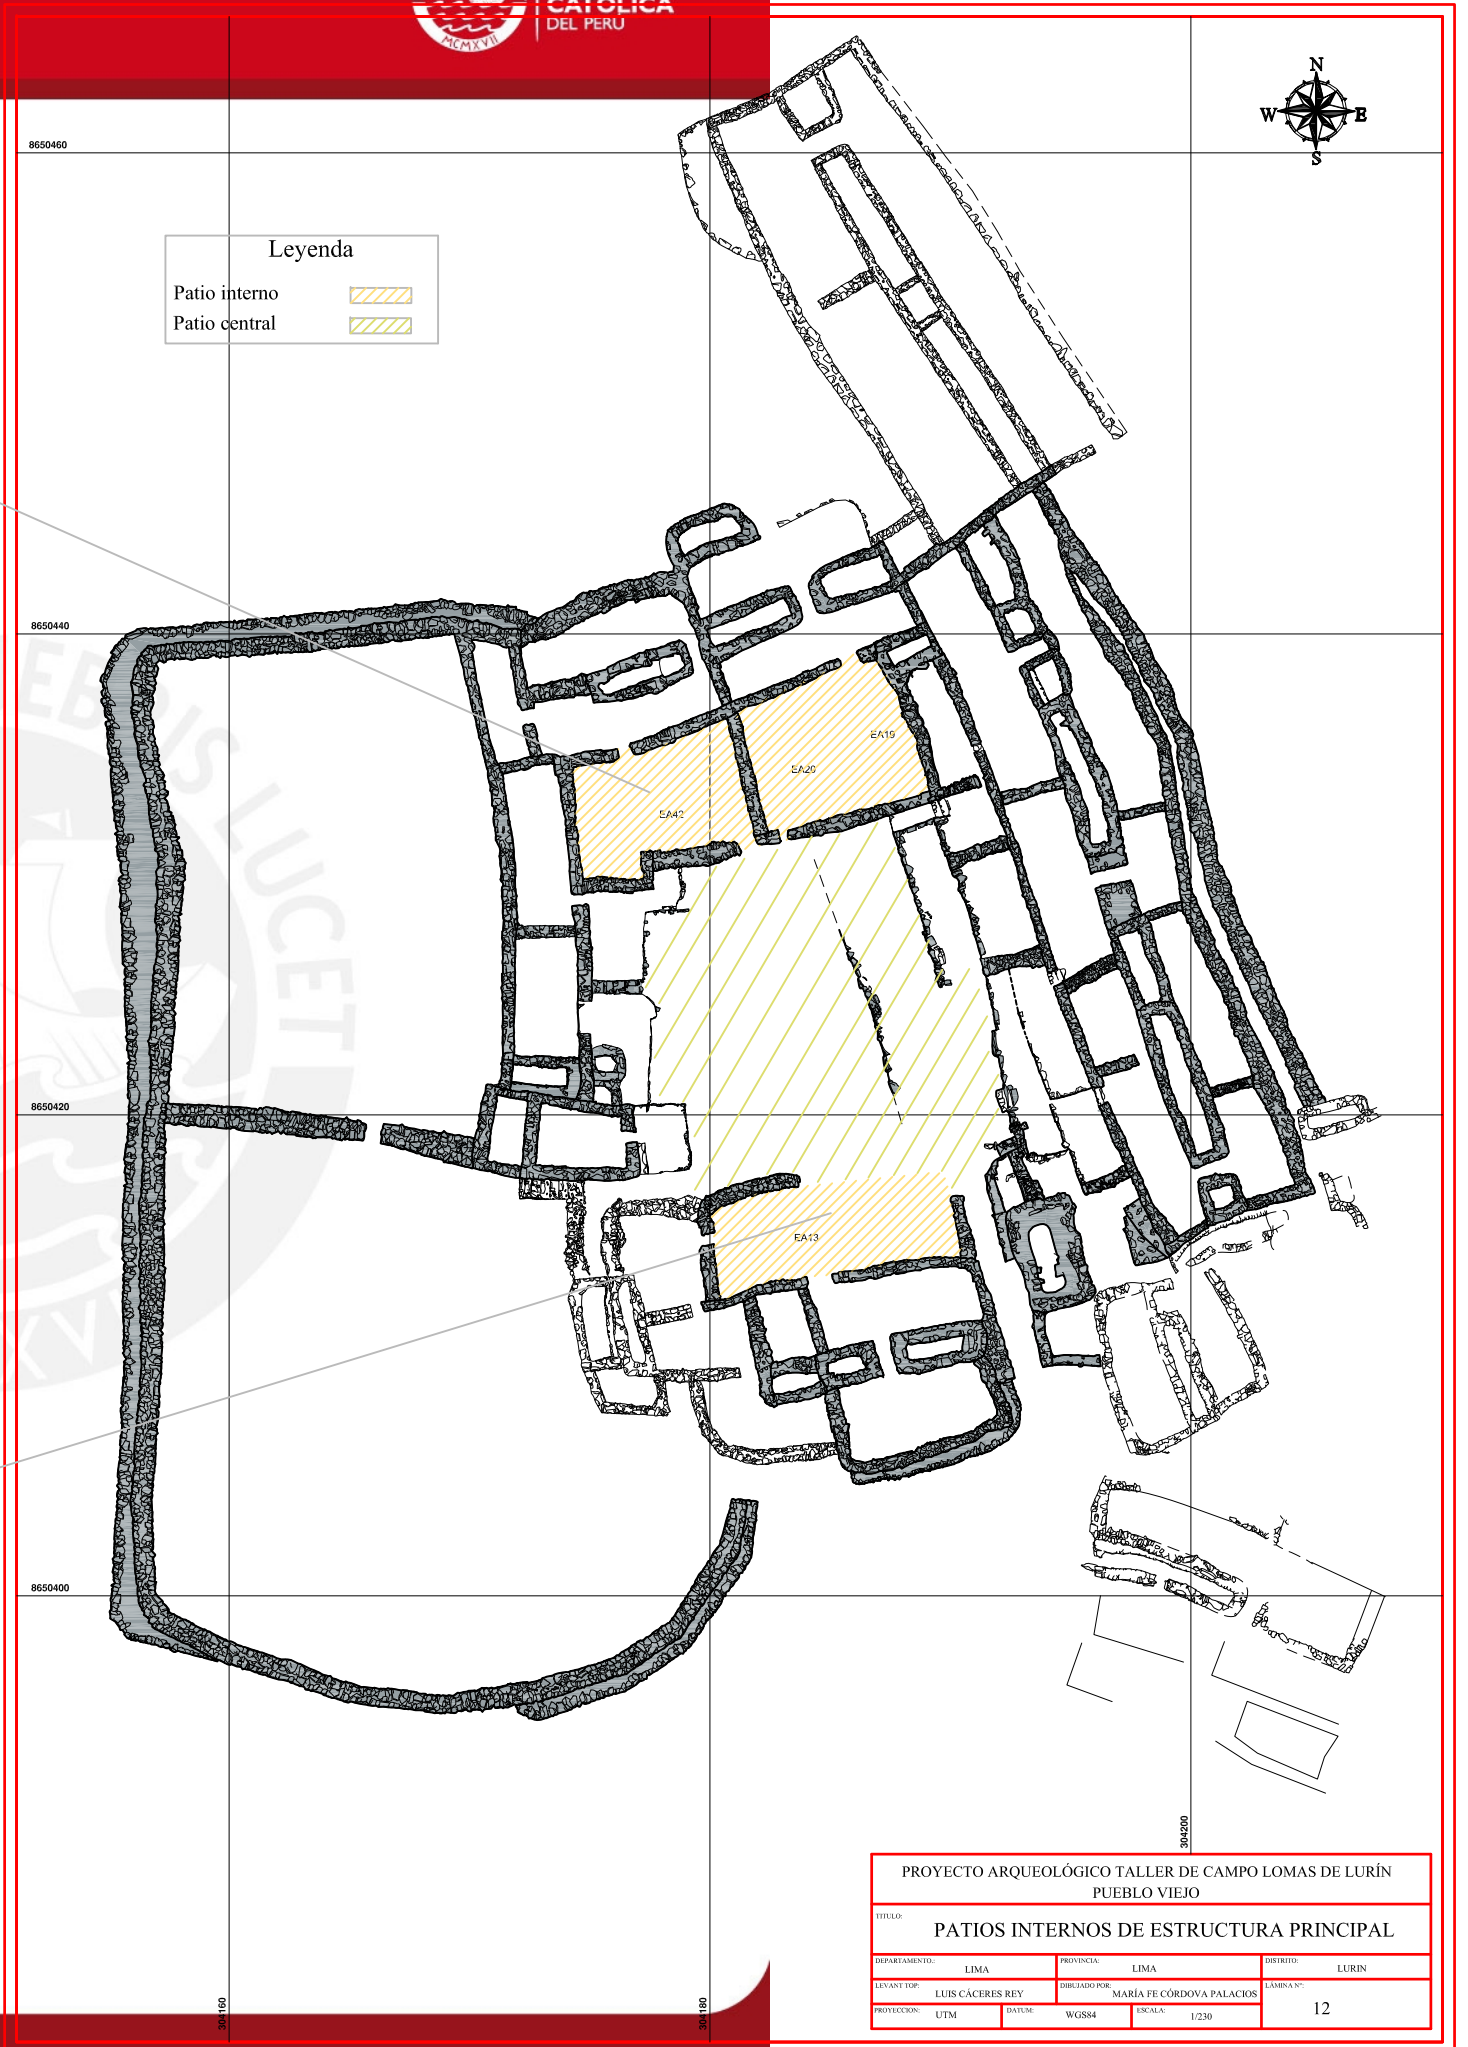 CATÓLICA
DEL PERÚ
MCMXVII
N
W
E
S
8650460
Leyenda
Patio interno
Patio central
8650440
EA19
EA20
EA42
8650420
EA13
8650400
304160
304180
304200
PROYECTO ARQUEOLÓGICO TALLER DE CAMPO LOMAS DE LURÍN
PUEBLO VIEJO
TITULO:
PATIOS INTERNOS DE ESTRUCTURA PRINCIPAL
DEPARTAMENTO.:
LIMA
PROVINCIA:
LIMA
DISTRITO:
LURIN
LEVANT TOP:
LUIS CÁCERES REY
DIBUJADO POR:
MARÍA FE CÓRDOVA PALACIOS
LÁMINA Nº:
12
PROYECCION:
UTM
DATUM:
WGS84
ESCALA:
1/230